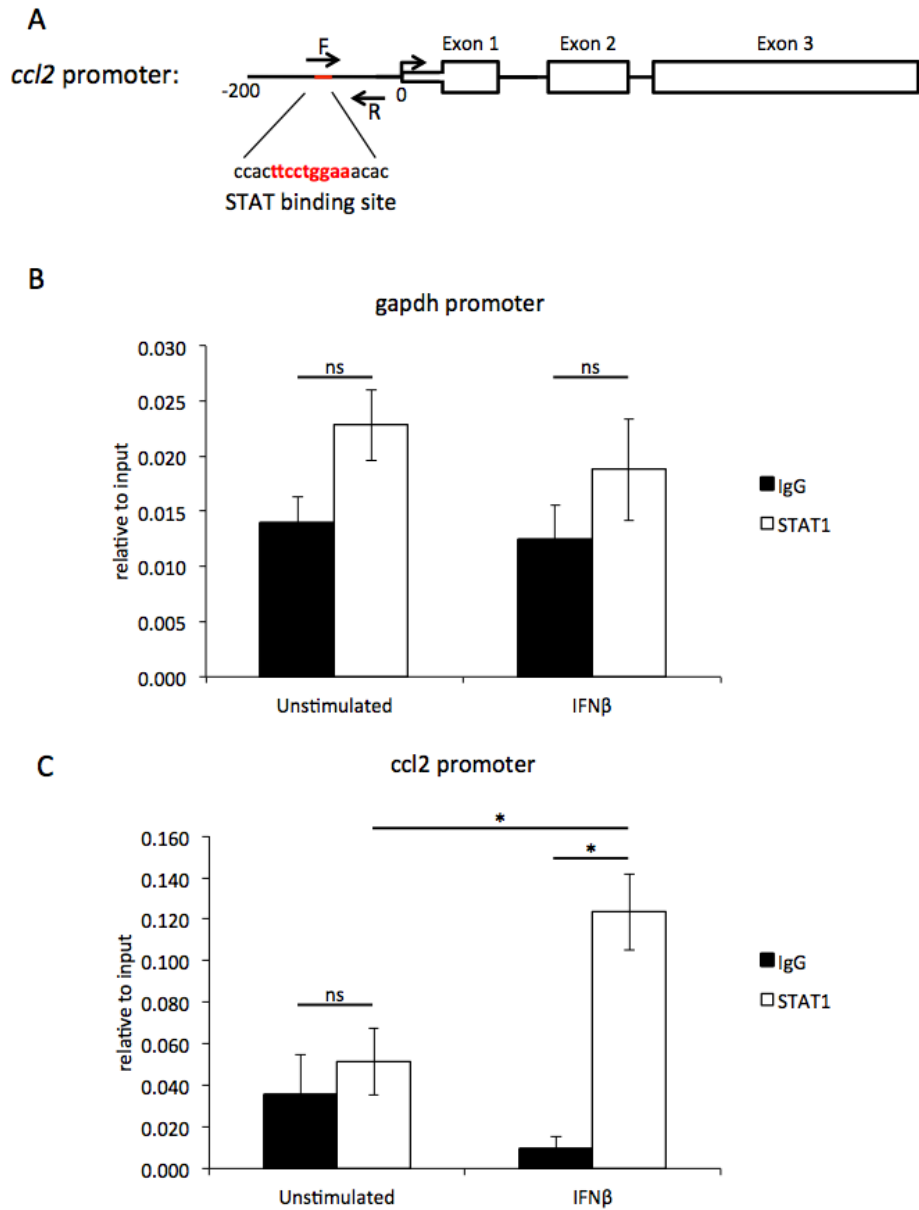 A
ccl2 promoter:
F
Exon 1
Exon 2
Exon 3
-200
R
0
ccacttcctggaaacac
STAT binding site
B
gapdh promoter
relative to input
0.030
0.025
0.020
0.015
0.010
0.005
0.000
ns
ns
IgG
STAT1
Unstimulated
IFNβ
C
ccl2 promoter
relative to input
0.160
0.140
0.120
0.100
0.080
0.060
0.040
0.020
0.000
*
*
ns
IgG
STAT1
Unstimulated
IFNβ